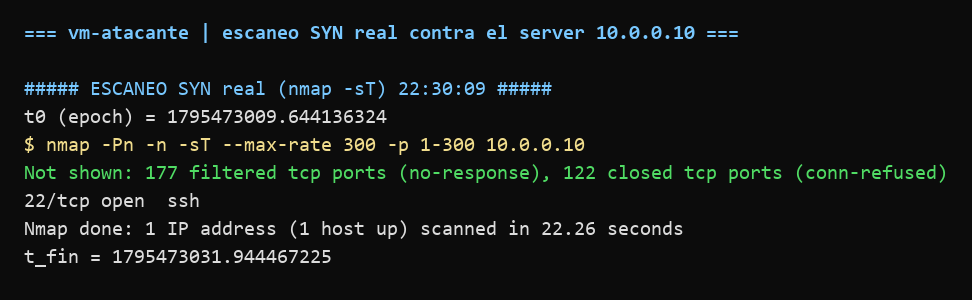 === vm-atacante | escaneo SYN real contra el server 10.0.0.10 ===
##### ESCANEO SYN real (nmap -sT) 22:30:09 #####
t0 (epoch) = 1795473009.644136324
$ nmap -Pn -n -sT --max-rate 300 -p 1-300 10.0.0.10
Not shown: 177 filtered tcp ports (no-response), 122 closed tcp ports (conn-refused)
22/tcp open  ssh
Nmap done: 1 IP address (1 host up) scanned in 22.26 seconds
t_fin = 1795473031.944467225